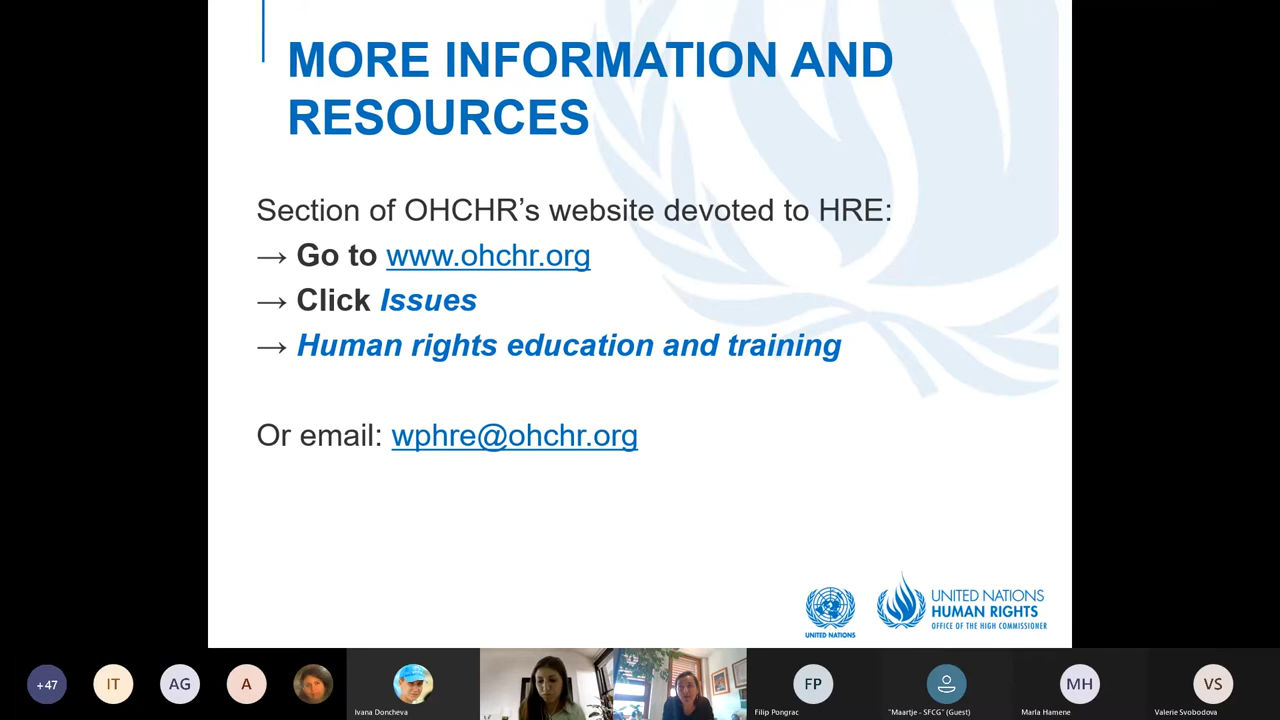 MORE INFORMATION AND
RESOURCES
Section of OHCHR’s website devoted to HRE:
→ Go to www.ohchr.org
→ Click Issues
→ Human rights education and training
Or email: wphre@ohchr.org
UNITED NATIONS
UNITED NATIONS
HUMAN RIGHTS
OFFICE OF THE HIGH COMMISSIONER
+47
IT
AG
A
Ivana Doncheva
FP
Filip Pongrac
"Maartje - SFCG" (Guest)
MH
Marla Hamene
VS
Valerie Svobodova